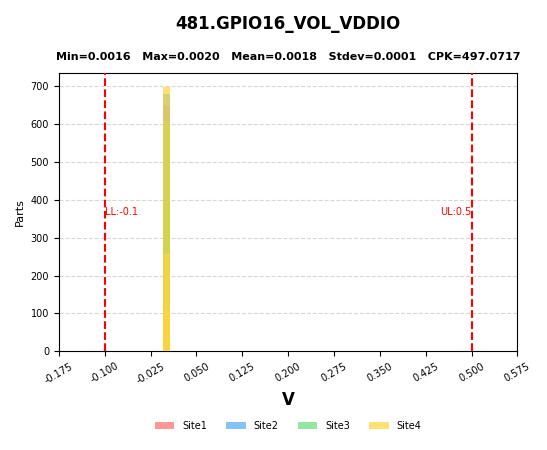 481.GPIO16_VOL_VDDIO
Min=0.0016 Max=0.0020 Mean=0.0018 Stdev=0.0001 CPK=497.0717
700
600
500
400
300
200
100
0
Parts
LL:-0.1
UL:0.5
-0.175 -0.100 -0.025 0.050 0.125 0.200 0.275 0.350 0.425 0.500 0.575
V
Site1 Site2 Site3 Site4